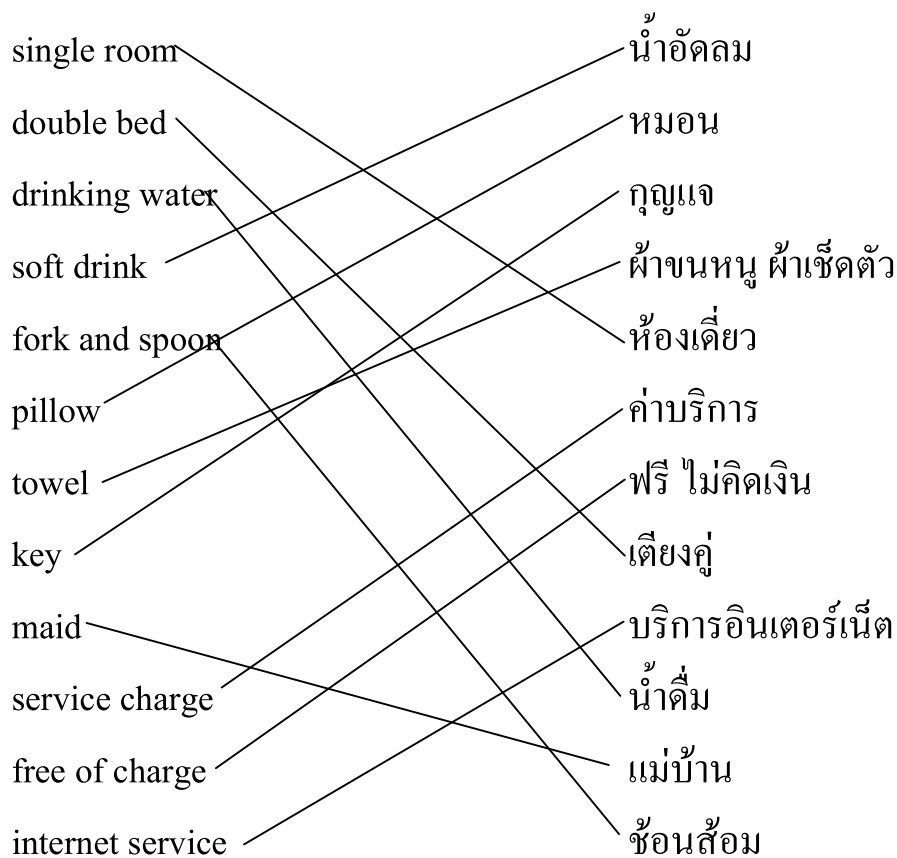 single room น้ำอัดลม
double bed หมอน
drinking water กุญแจ
soft drink ผ้าขนหนู ผ้าเช็ดตัว
fork and spoon ห้องเดี่ยว
pillow ค่าบริการ
towel ฟรี ไม่คิดเงิน
key เตียงคู่
maid บริการอินเตอร์เน็ต
service charge น้ำดื่ม
free of charge แม่บ้าน
internet service ช้อนส้อม